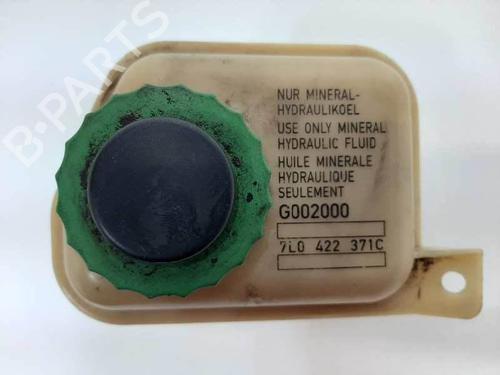 NUR MINERAL-
HYDRAULIKOEL
USE ONLY MINERAL
HYDRAULIC FLUID
HUILE MINERALE
HYDRAULIQUE
SEULEMENT
G002000
7L0 422 371C
B-PARTS